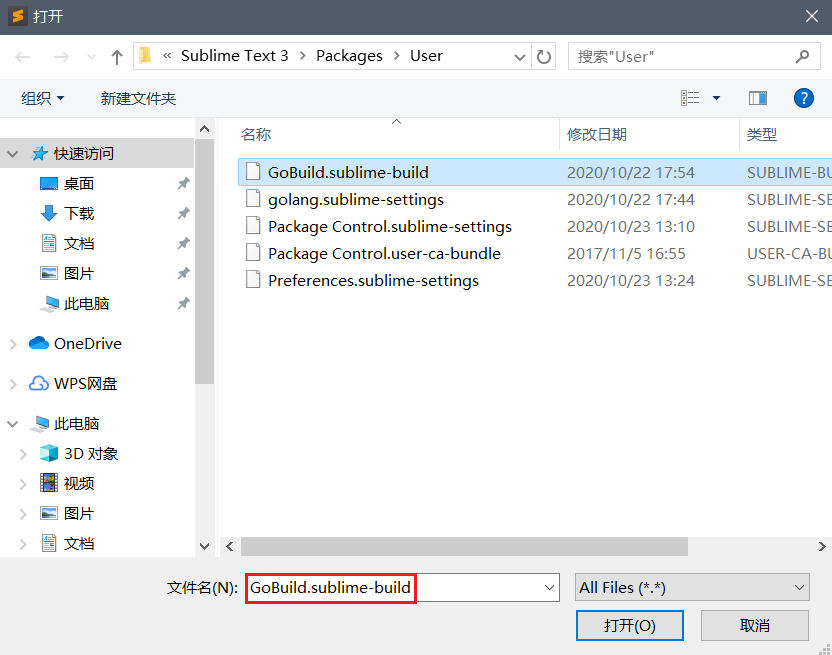 打开
« Sublime Text 3 > Packages > User
搜索"User"
组织
新建文件夹
名称 修改日期 类型
GoBuild.sublime-build 2020/10/22 17:54 SUBLIME-BU
golang.sublime-settings 2020/10/22 17:44 SUBLIME-SE
Package Control.sublime-settings 2020/10/23 13:10 SUBLIME-SE
Package Control.user-ca-bundle 2017/11/5 16:55 USER-CA-BU
Preferences.sublime-settings 2020/10/23 13:24 SUBLIME-SE
快速访问
桌面
下载
文档
图片
此电脑
OneDrive
WPS网盘
此电脑
3D 对象
视频
图片
文档
文件名(N): GoBuild.sublime-build
All Files (*.*)
打开(O)
取消